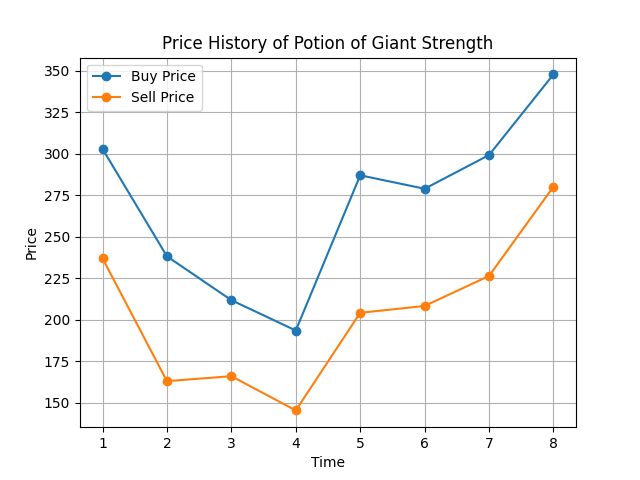 Price History of Potion of Giant Strength
Buy Price
Sell Price
350
325
300
275
250
225
200
175
150
Price
1 2 3 4 5 6 7 8
Time